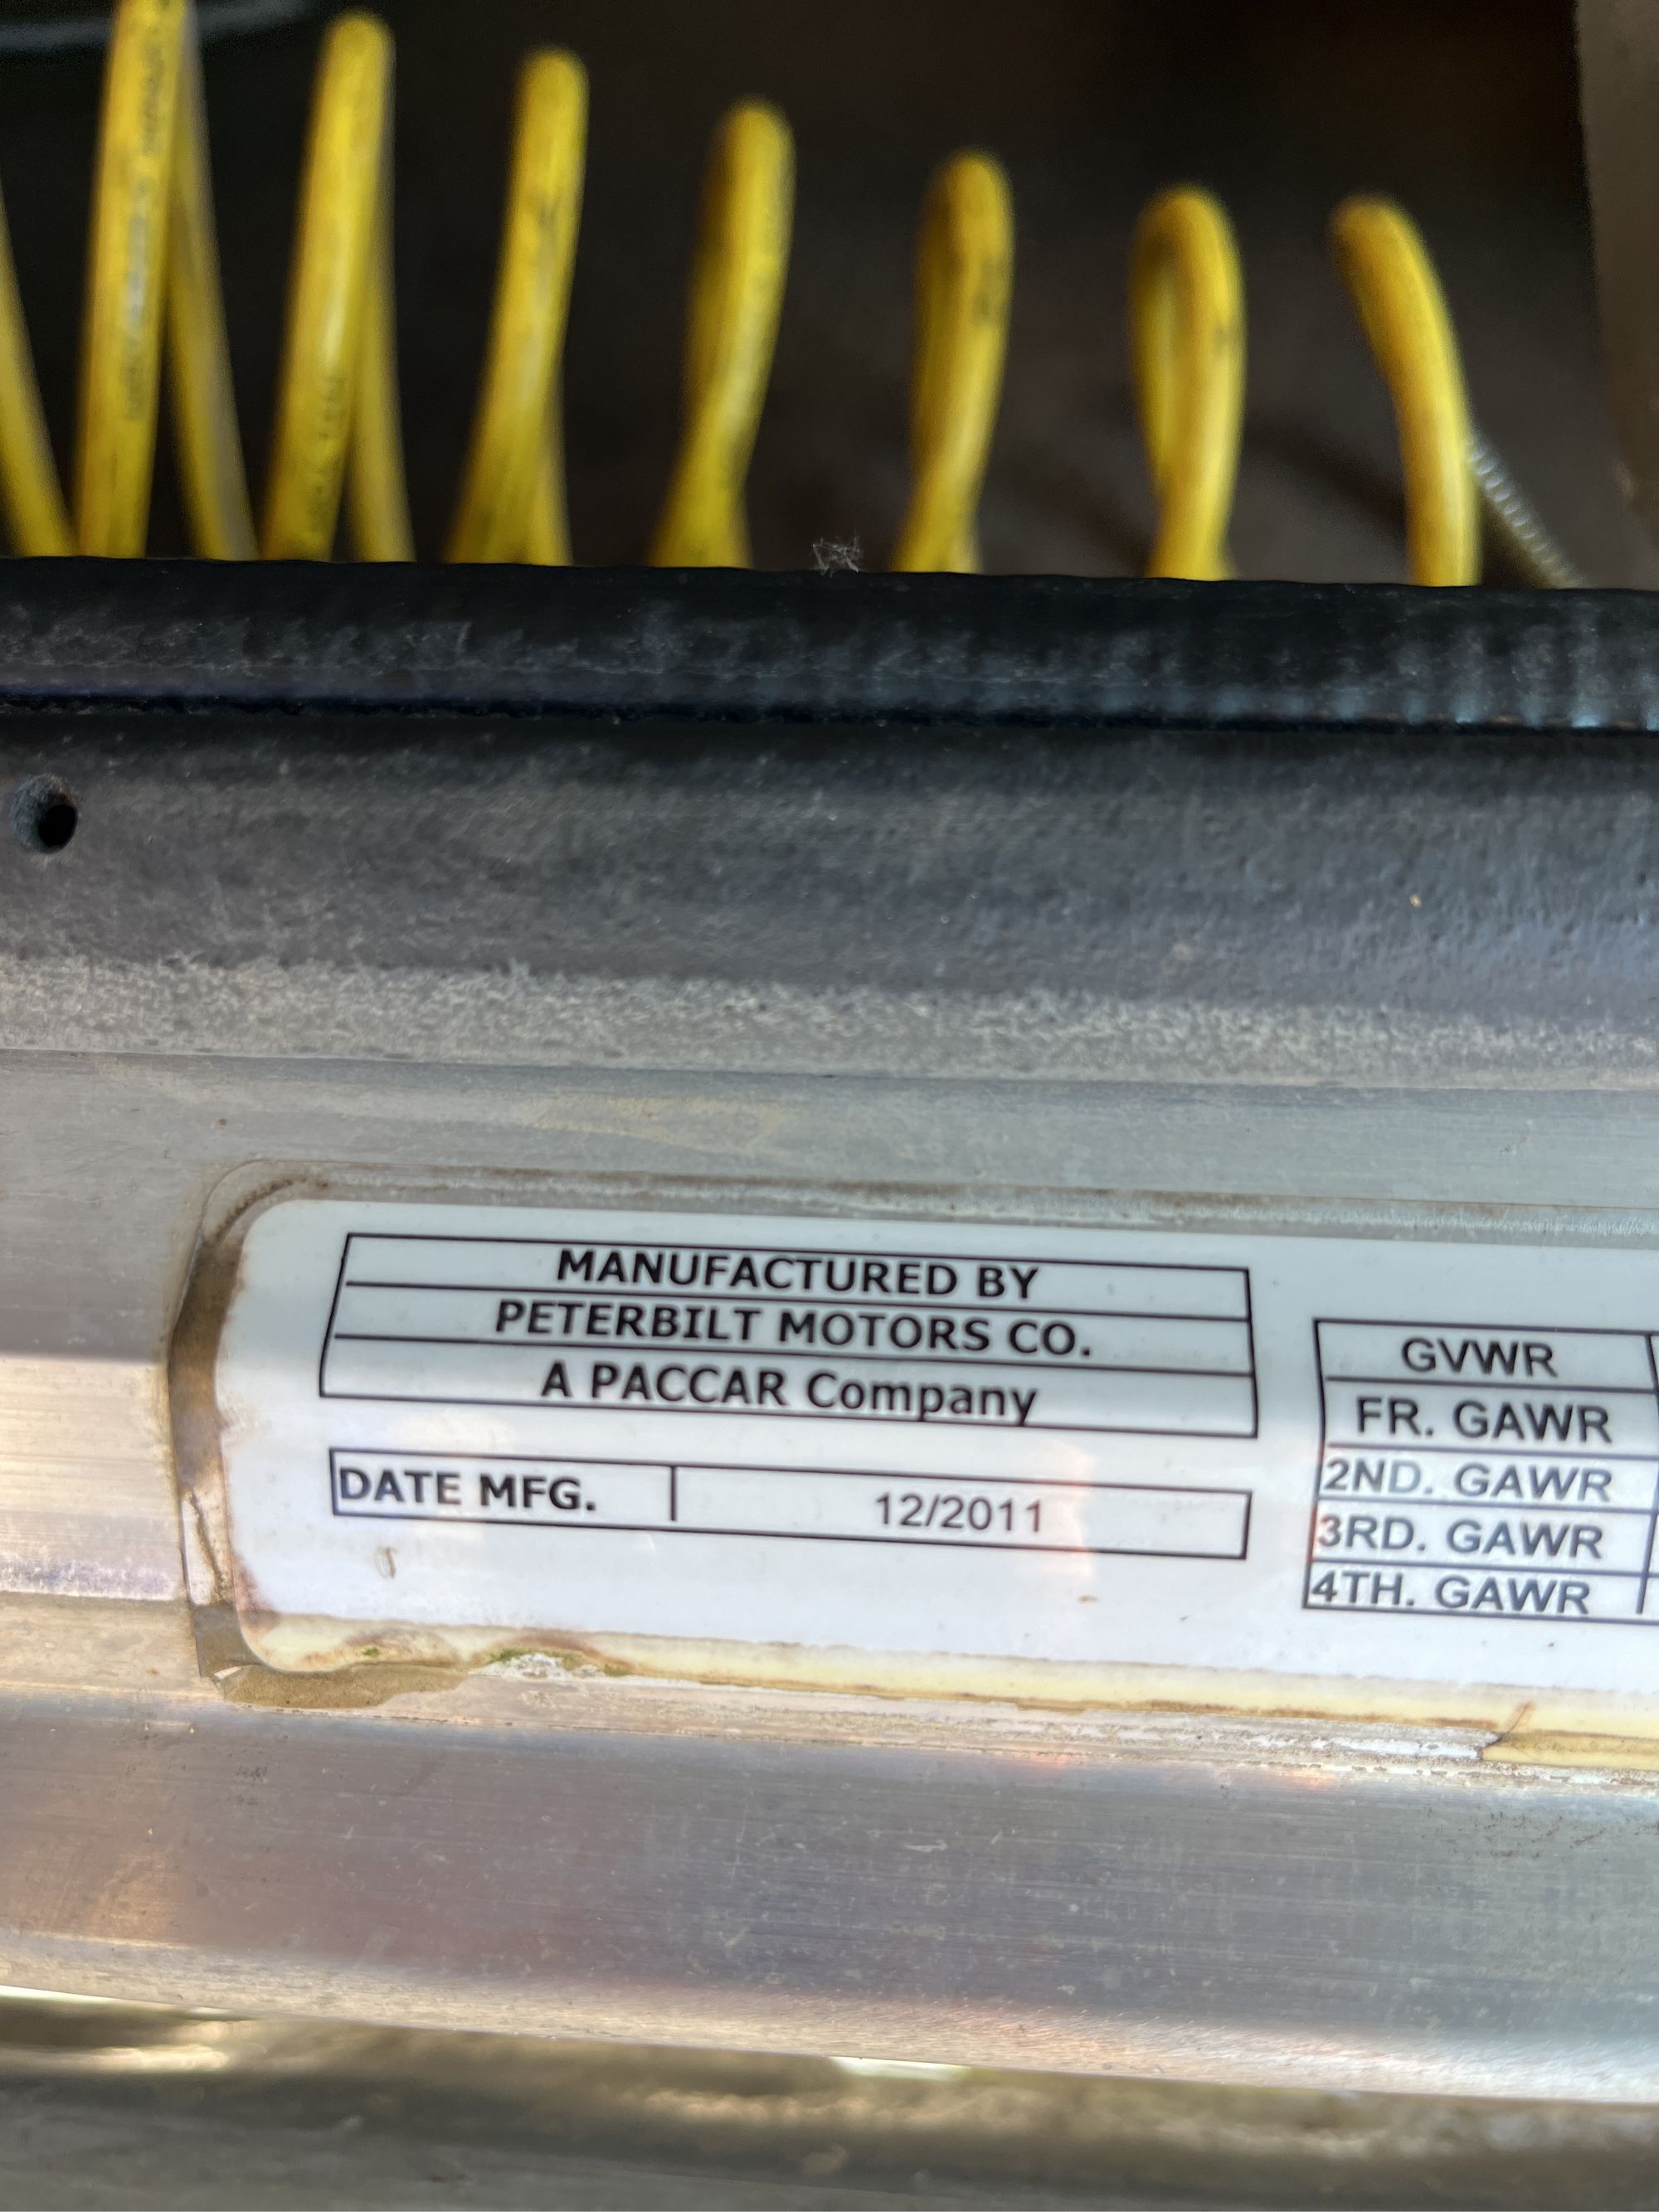 MANUFACTURED BY
PETERBILT MOTORS CO.
A PACCAR Company
DATE MFG. 12/2011
GVWR
FR. GAWR
2ND. GAWR
3RD. GAWR
4TH. GAWR